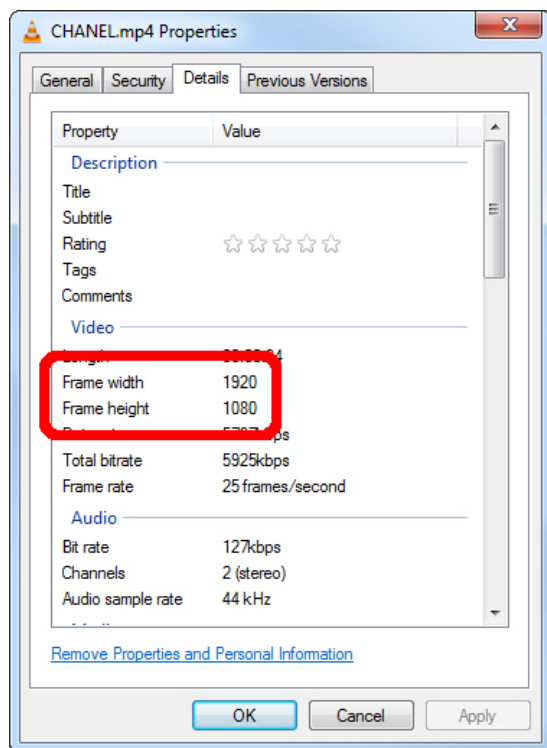 CHANEL.mp4 Properties
General Security Details Previous Versions
Property Value
Description
Title
Subtitle
Rating
Tags
Comments
Video
Frame width 1920
Frame height 1080
Total bitrate 5925kbps
Frame rate 25 frames/second
Audio
Bit rate 127kbps
Channels 2 (stereo)
Audio sample rate 44 kHz
Remove Properties and Personal Information
OK Cancel Apply